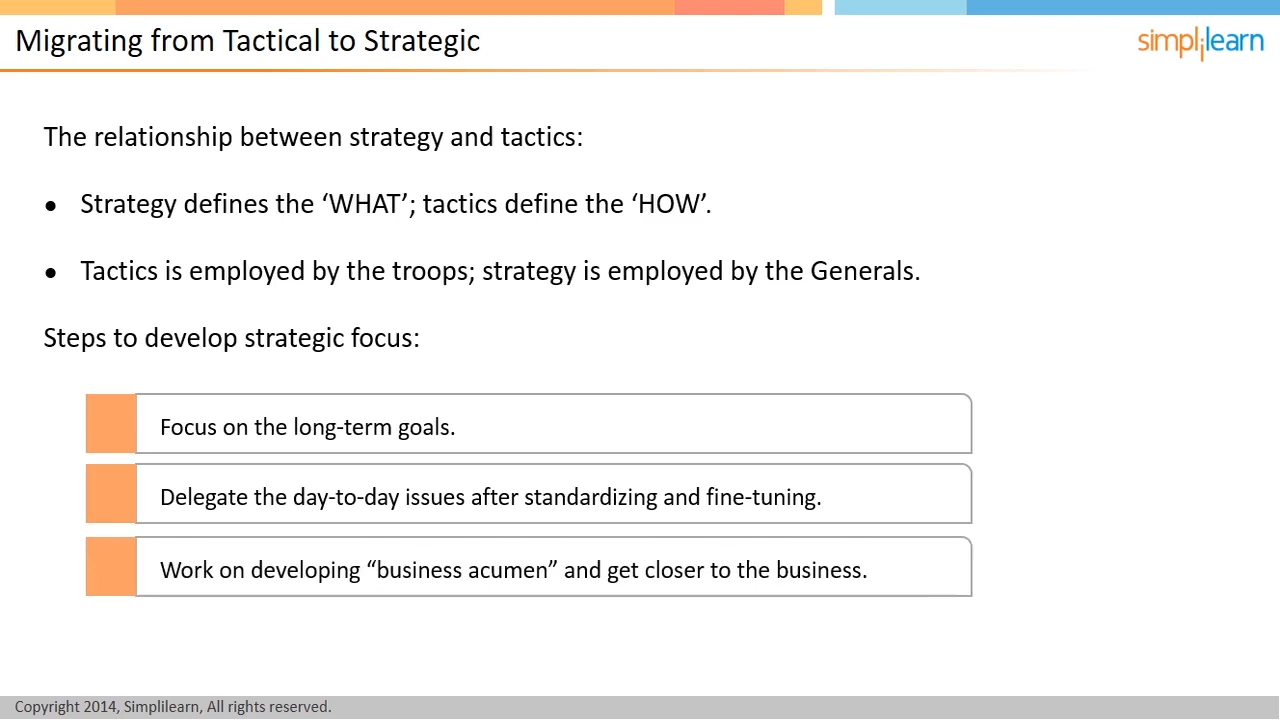 Migrating from Tactical to Strategic
simplilearn
The relationship between strategy and tactics:
● Strategy defines the ‘WHAT’; tactics define the ‘HOW’.
● Tactics is employed by the troops; strategy is employed by the Generals.
Steps to develop strategic focus:
Focus on the long-term goals.
Delegate the day-to-day issues after standardizing and fine-tuning.
Work on developing “business acumen” and get closer to the business.
Copyright 2014, Simplilearn, All rights reserved.